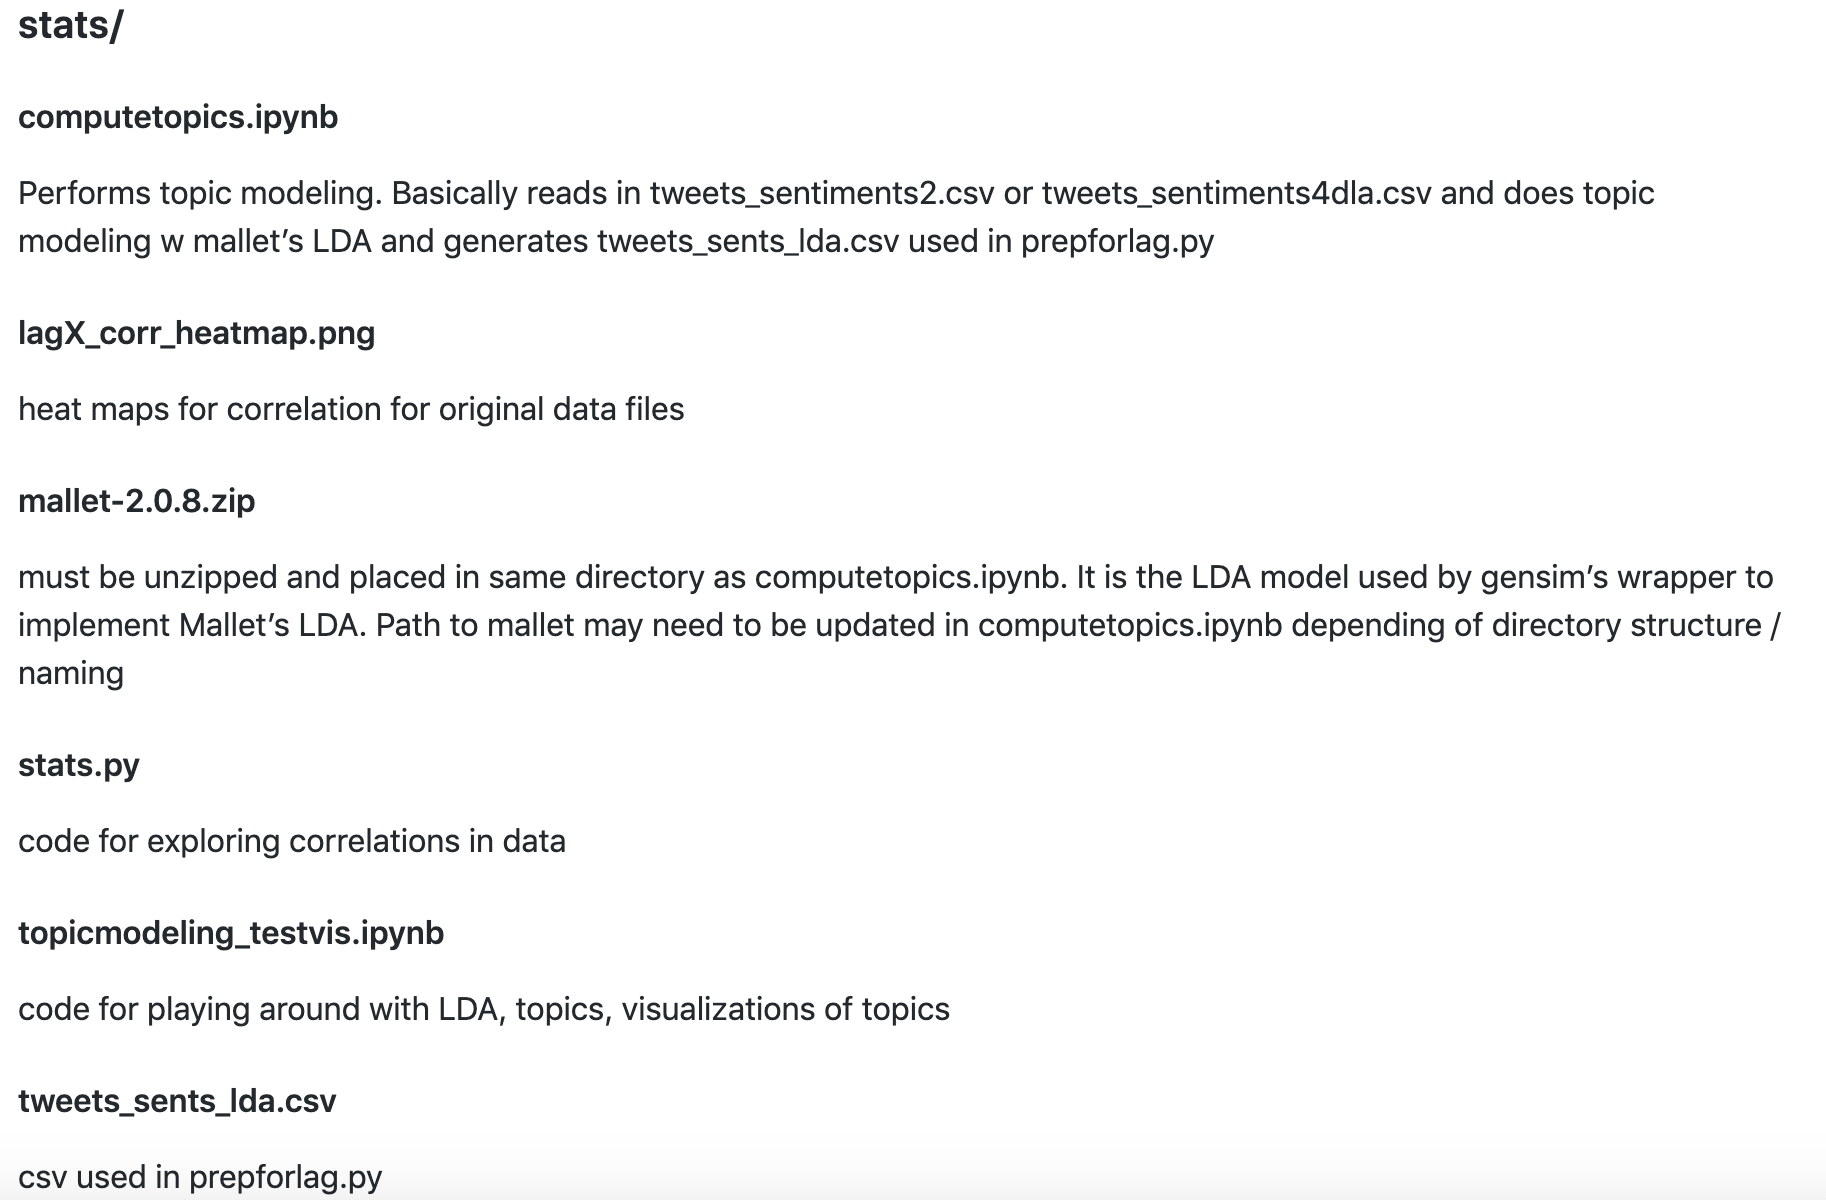 stats/
computetopics.ipynb
Performs topic modeling. Basically reads in tweets_sentiments2.csv or tweets_sentiments4dla.csv and does topic
modeling w mallet’s LDA and generates tweets_sents_lda.csv used in prepforlag.py
lagX_corr_heatmap.png
heat maps for correlation for original data files
mallet-2.0.8.zip
must be unzipped and placed in same directory as computetopics.ipynb. It is the LDA model used by gensim’s wrapper to
implement Mallet’s LDA. Path to mallet may need to be updated in computetopics.ipynb depending of directory structure /
naming
stats.py
code for exploring correlations in data
topicmodeling_testvis.ipynb
code for playing around with LDA, topics, visualizations of topics
tweets_sents_lda.csv
csv used in prepforlag.py